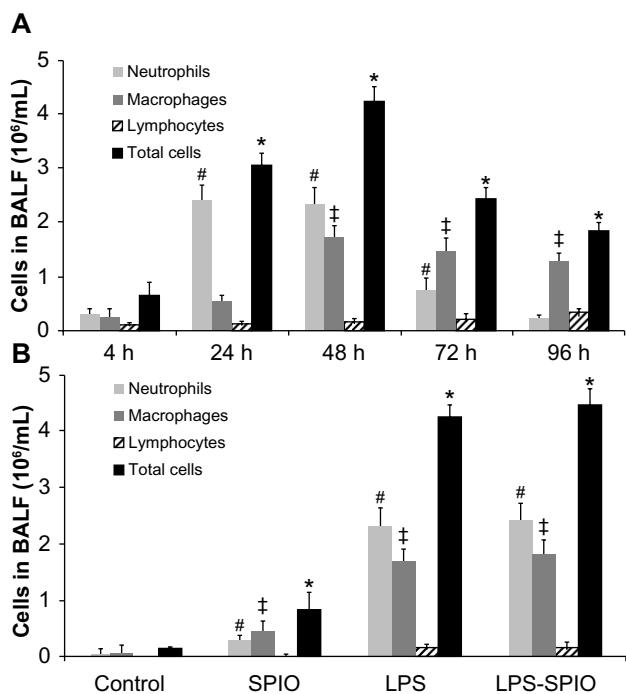 A
5
4
3
2
1
0
Cells in BALF (10⁶/mL)
Neutrophils
Macrophages
Lymphocytes
Total cells
# * # ‡ * # ‡ * ‡ *
4 h 24 h 48 h 72 h 96 h
B
5
4
3
2
1
0
Cells in BALF (10⁶/mL)
Neutrophils
Macrophages
Lymphocytes
Total cells
# ‡ * # ‡ * # ‡ *
Control SPIO LPS LPS-SPIO